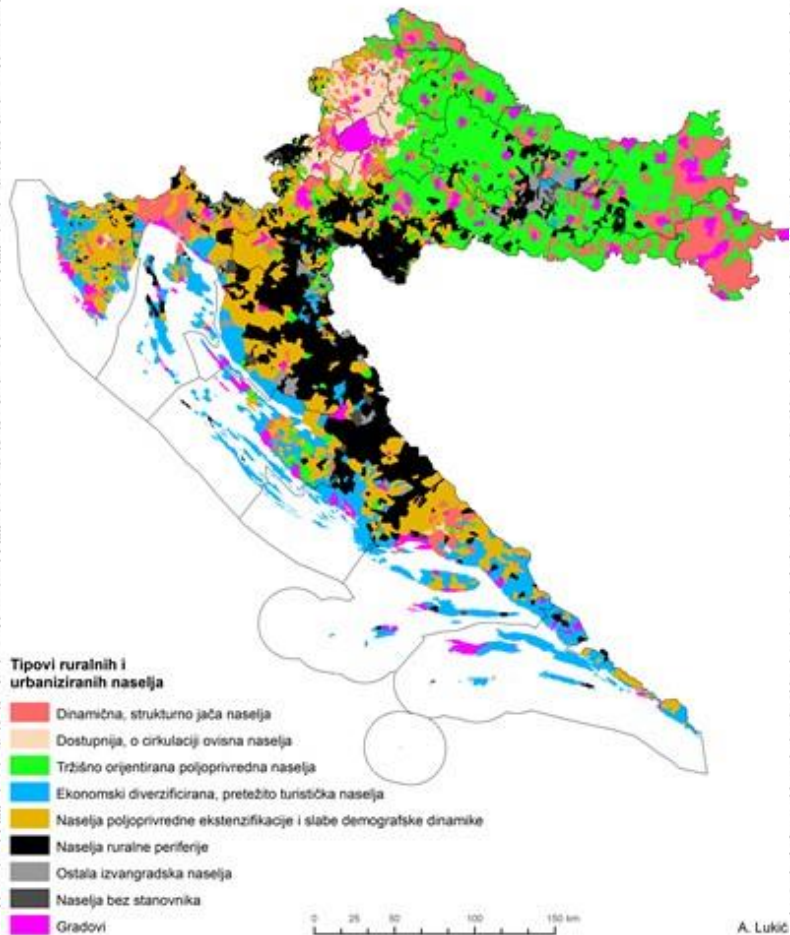 Tipovi ruralnih i
urbaniziranih naselja
Dinamična, strukturno jača naselja
Dostupnija, o cirkulaciji ovisna naselja
Tržišno orijentirana poljoprivredna naselja
Ekonomski diverzificirana, pretežito turistička naselja
Naselja poljoprivredne ekstenzifikacije i slabe demografske dinamike
Naselja ruralne periferije
Ostala izvangradska naselja
Naselja bez stanovnika
Gradovi
0 25 50 100 150 km
A. Lukić